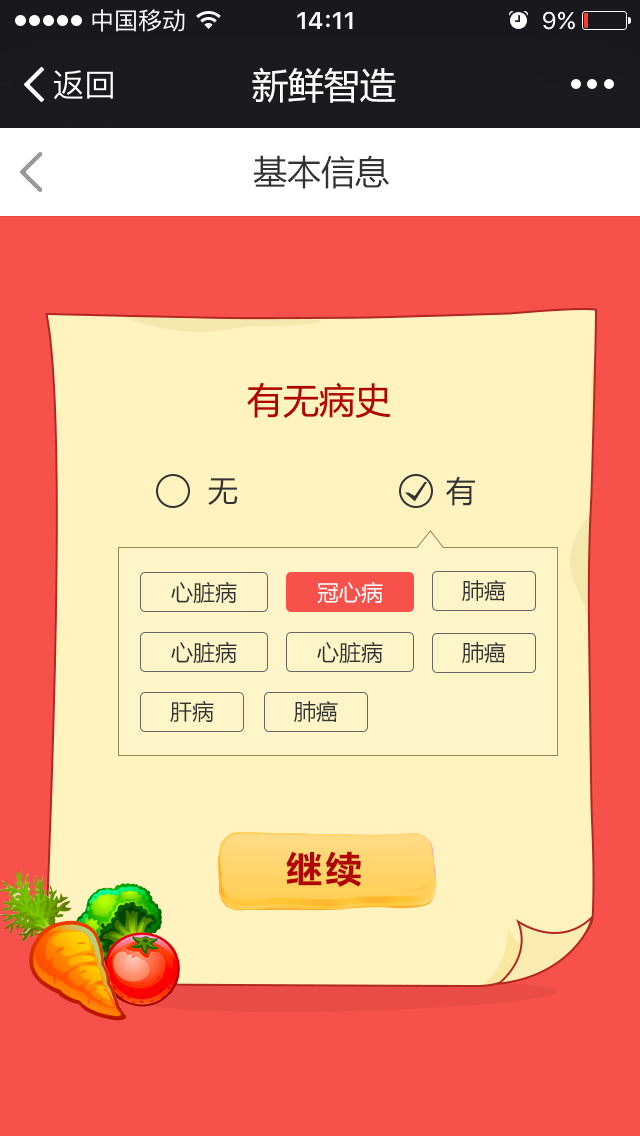 中国移动 14:11 9%
返回 新鲜智造
基本信息
有无病史
无 有
心脏病 冠心病 肺癌
心脏病 心脏病 肺癌
肝病 肺癌
继续